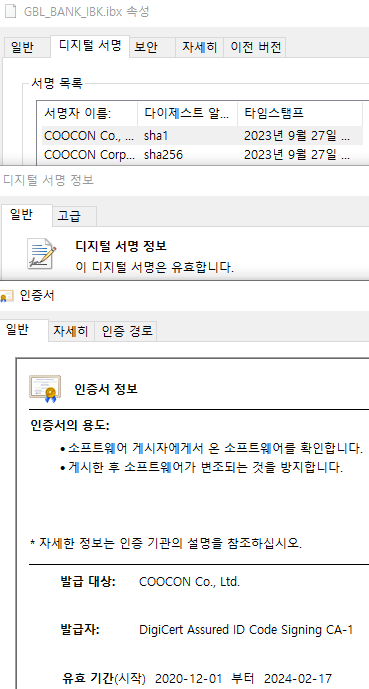 GBL_BANK_IBK.ibx 속성
일반 디지털 서명 보안 자세히 이전 버전
서명 목록
서명자 이름: 다이제스트 알... 타임스탬프
COOCON Co., ... sha1 2023년 9월 27일 ...
COOCON Corp... sha256 2023년 9월 27일 ...
디지털 서명 정보
일반 고급
디지털 서명 정보
이 디지털 서명은 유효합니다.
인증서
일반 자세히 인증 경로
인증서 정보
인증서의 용도:
• 소프트웨어 게시자에게서 온 소프트웨어를 확인합니다.
• 게시한 후 소프트웨어가 변조되는 것을 방지합니다.
* 자세한 정보는 인증 기관의 설명을 참조하십시오.
발급 대상: COOCON Co., Ltd.
발급자: DigiCert Assured ID Code Signing CA-1
유효 기간(시작) 2020-12-01 부터 2024-02-17